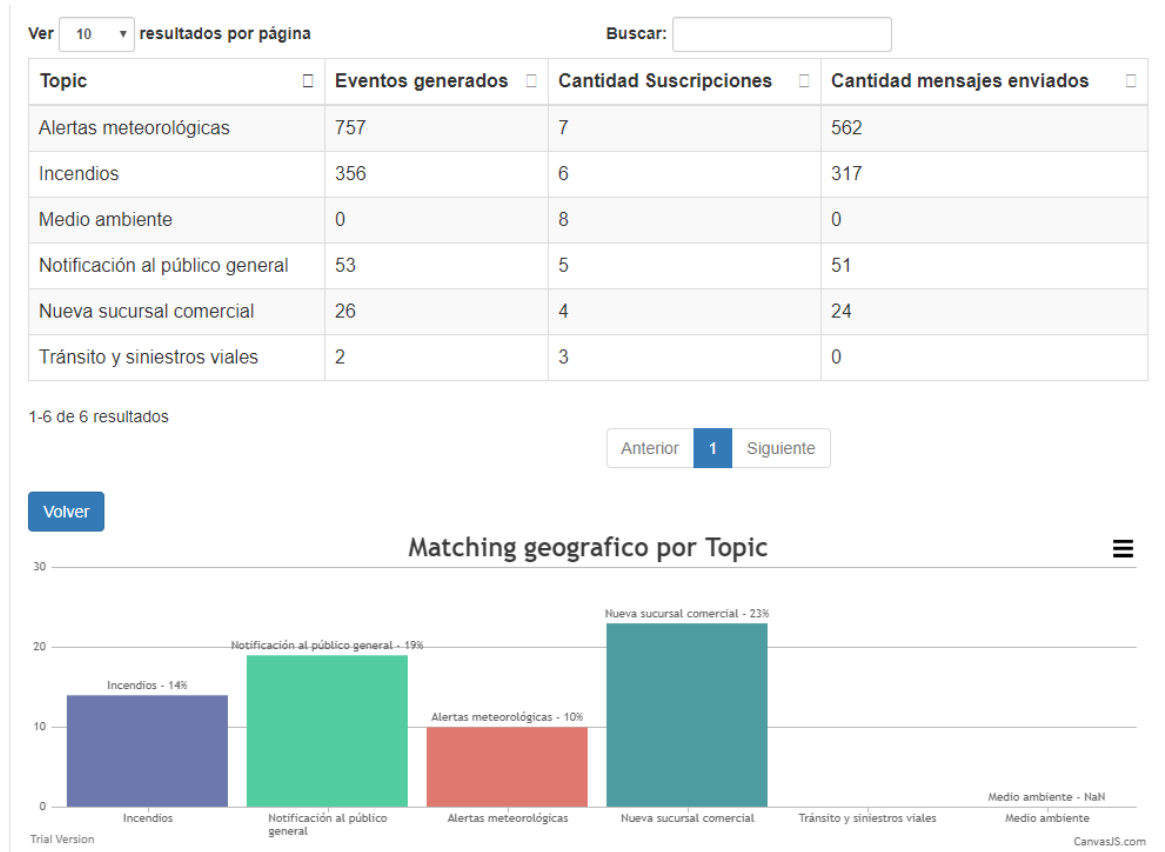 Ver 10 resultados por página Buscar:
Topic Eventos generados Cantidad Suscripciones Cantidad mensajes enviados
Alertas meteorológicas 757 7 562
Incendios 356 6 317
Medio ambiente 0 8 0
Notificación al público general 53 5 51
Nueva sucursal comercial 26 4 24
Tránsito y siniestros viales 2 3 0
1-6 de 6 resultados
Anterior 1 Siguiente
Volver
Matching geografico por Topic
30
Nueva sucursal comercial - 23%
20
Notificación al público general - 19%
Incendios - 14%
Alertas meteorológicas - 10%
10
Medio ambiente - NaN
0
Incendios
Notificación al público
general
Alertas meteorológicas
Nueva sucursal comercial
Tránsito y siniestros viales
Medio ambiente
Trial Version
CanvasJS.com